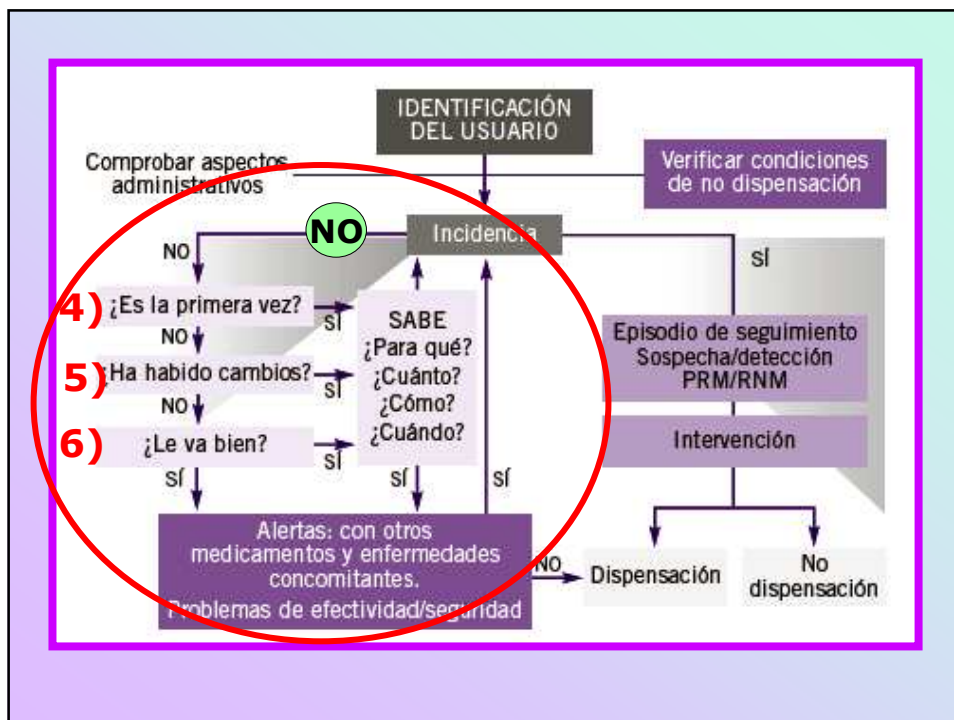 IDENTIFICACIÓN
DEL USUARIO
Comprobar aspectos
administrativos
Verificar condiciones
de no dispensación
NO
Incidencia
NO
SÍ
4) ¿Es la primera vez?
SÍ
NO
5) ¿Ha habido cambios?
SÍ
NO
6) ¿Le va bien?
SÍ
SÍ
SABE
¿Para qué?
¿Cuánto?
¿Cómo?
¿Cuándo?
SÍ
Episodio de seguimiento
Sospecha/detección
PRM/RNM
Intervención
Alertas: con otros
medicamentos y enfermedades
concomitantes.
Problemas de efectividad/seguridad
NO
Dispensación
No
dispensación